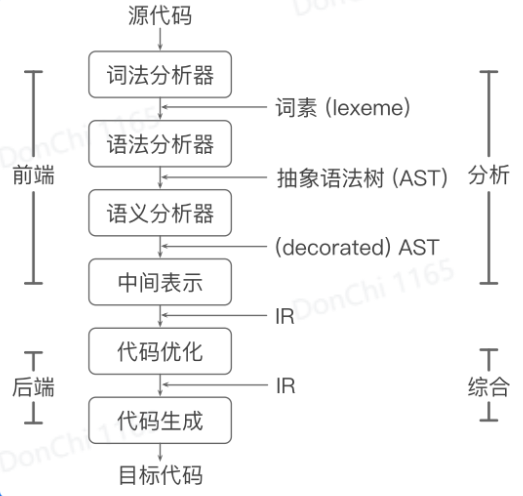 源代码
词法分析器
词素 (lexeme)
语法分析器
前端
抽象语法树 (AST)
分析
语义分析器
(decorated) AST
中间表示
IR
代码优化
后端
IR
综合
代码生成
目标代码
DonChi 1165
DonChi 1165
DonChi 11
DonChi